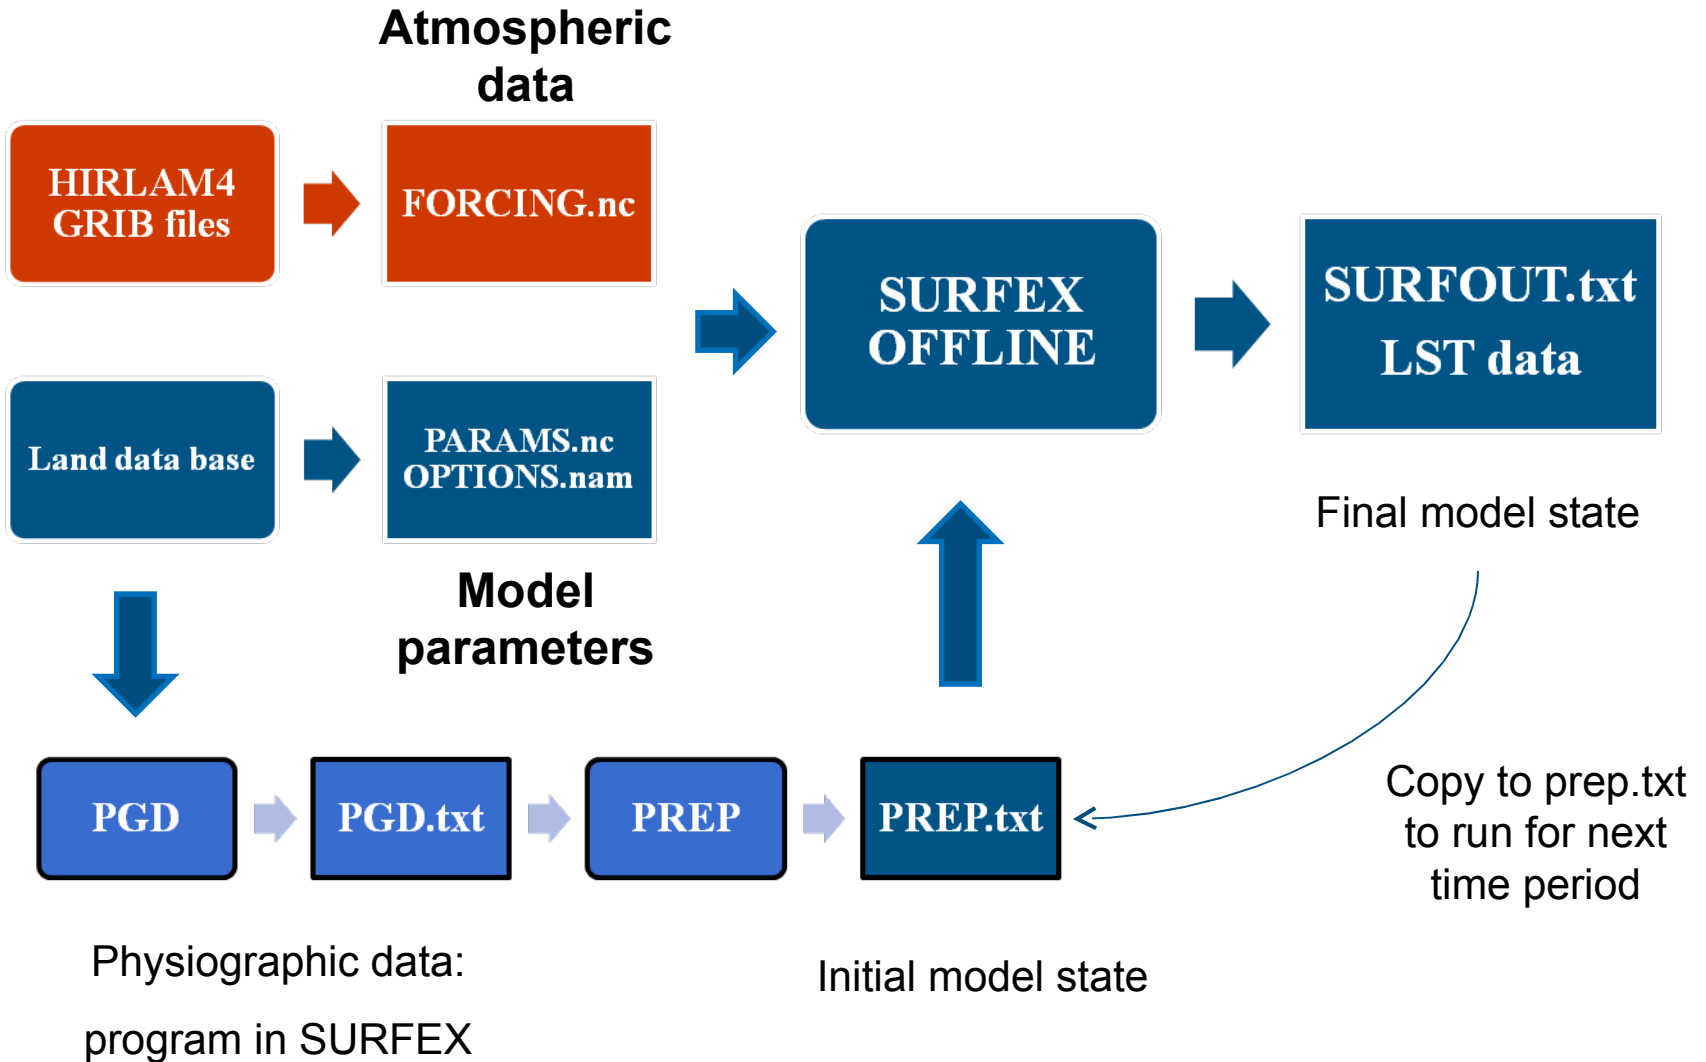 Atmospheric
data
HIRLAM4
GRIB files
FORCING.nc
SURFEX
OFFLINE
SURFOUT.txt
LST data
Land data base
PARAMS.nc
OPTIONS.nam
Final model state
Model
parameters
PGD
PGD.txt
PREP
PREP.txt
Copy to prep.txt
to run for next
time period
Physiographic data:
program in SURFEX
Initial model state